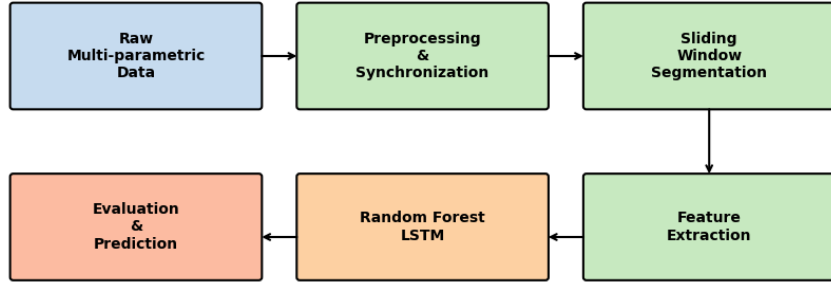 Raw
Multi-parametric
Data
Preprocessing
&
Synchronization
Sliding
Window
Segmentation
Feature
Extraction
Random Forest
LSTM
Evaluation
&
Prediction